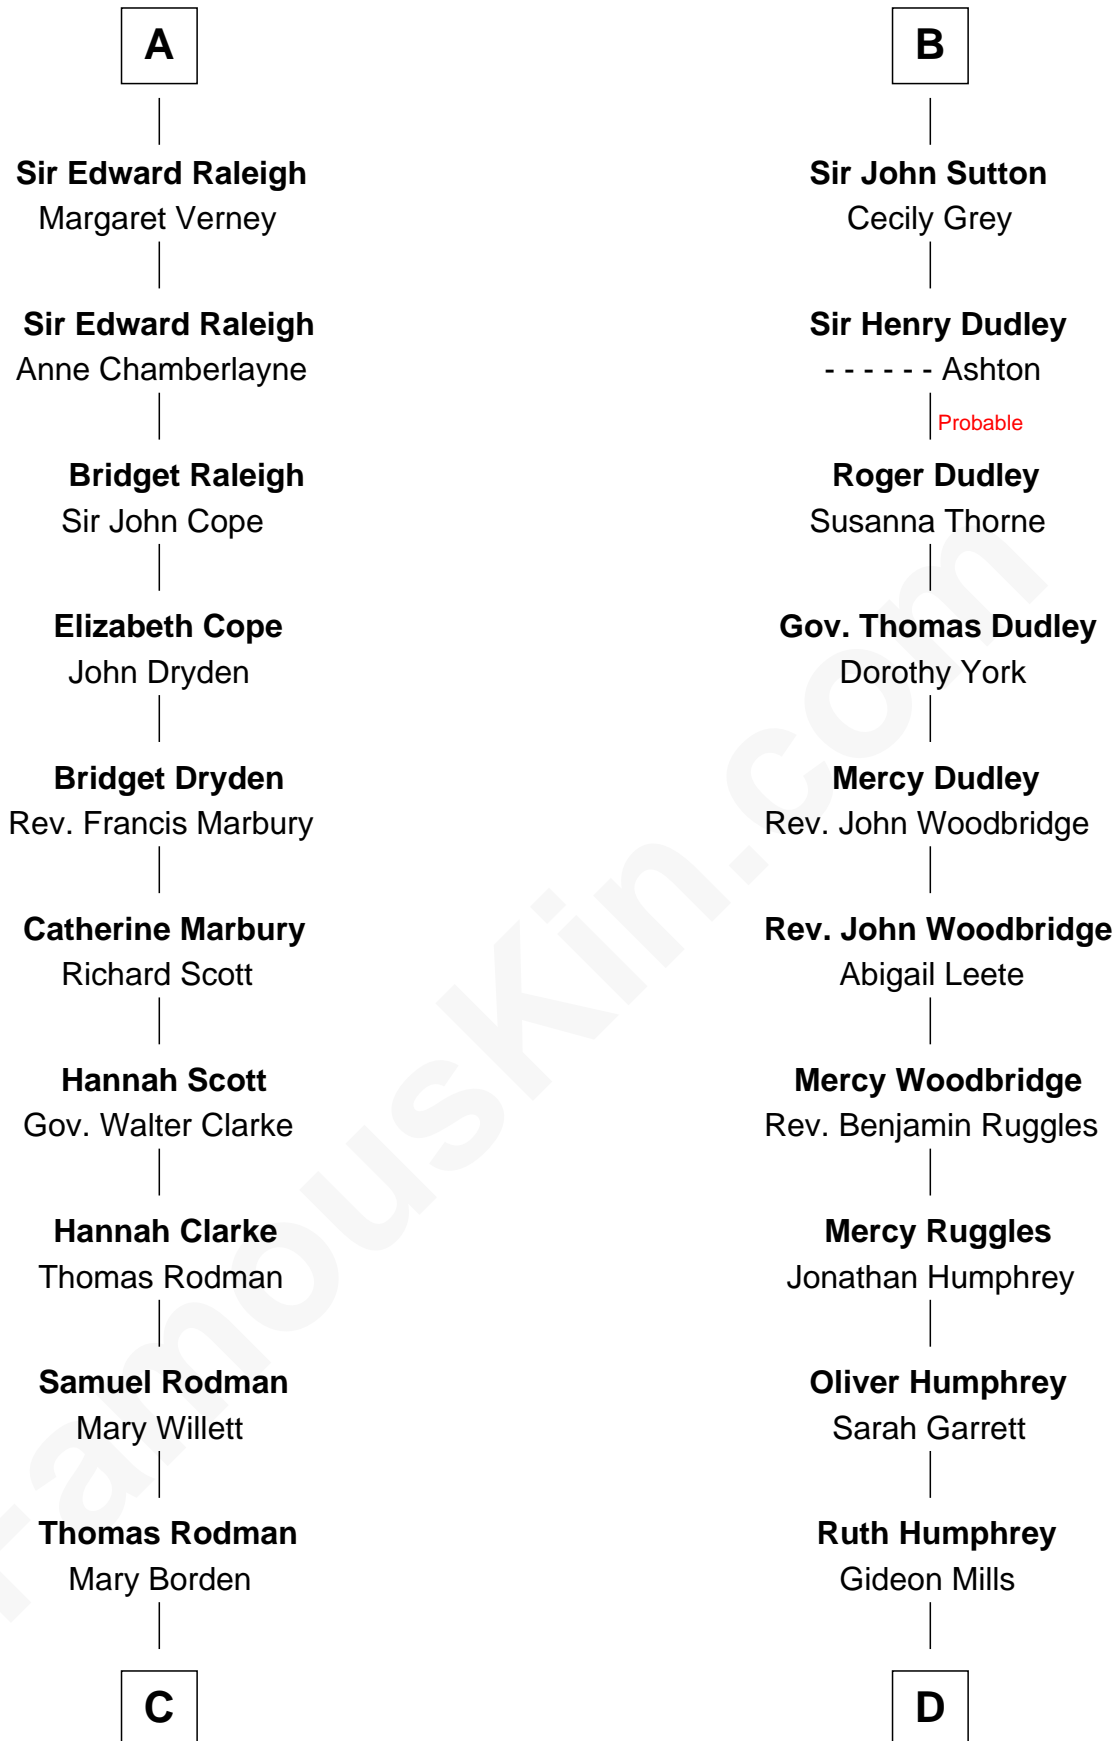 A
Sir Edward Raleigh
Margaret Verney
Sir Edward Raleigh
Anne Chamberlayne
Bridget Raleigh
Sir John Cope
Elizabeth Cope
John Dryden
Bridget Dryden
Rev. Francis Marbury
Catherine Marbury
Richard Scott
Hannah Scott
Gov. Walter Clarke
Hannah Clarke
Thomas Rodman
Samuel Rodman
Mary Willett
Thomas Rodman
Mary Borden
C
B
Sir John Sutton
Cecily Grey
Sir Henry Dudley
- - - - - - Ashton
Probable
Roger Dudley
Susanna Thorne
Gov. Thomas Dudley
Dorothy York
Mercy Dudley
Rev. John Woodbridge
Rev. John Woodbridge
Abigail Leete
Mercy Woodbridge
Rev. Benjamin Ruggles
Mercy Ruggles
Jonathan Humphrey
Oliver Humphrey
Sarah Garrett
Ruth Humphrey
Gideon Mills
D
FamousKin.com